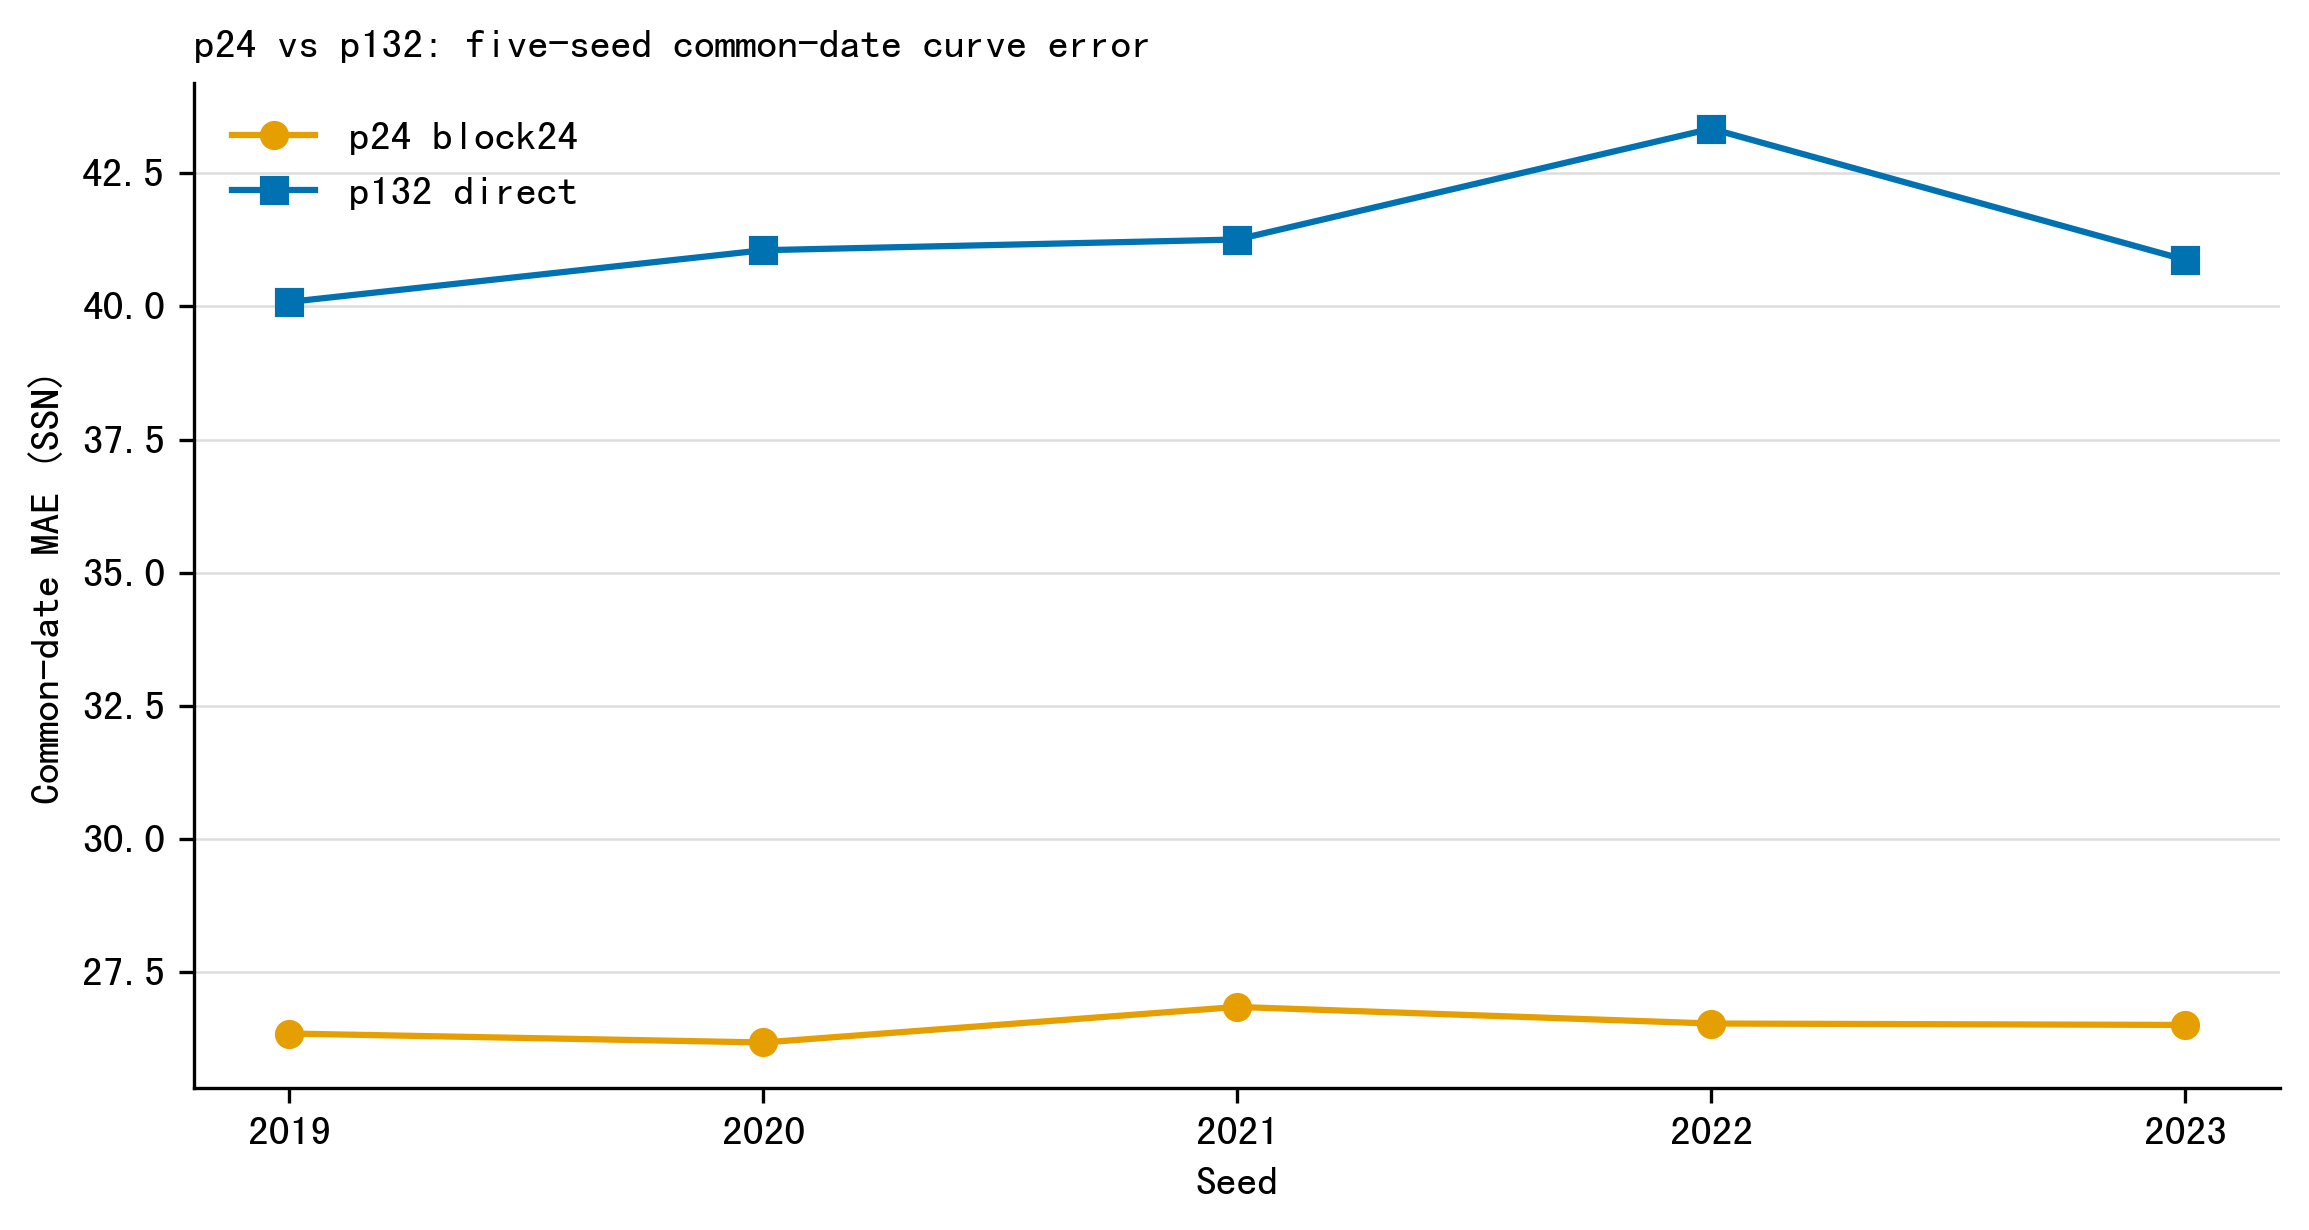 p24 vs p132: five-seed common-date curve error
p24 block24
p132 direct
42.5
40.0
37.5
35.0
32.5
30.0
27.5
Common-date MAE (SSN)
2019 2020 2021 2022 2023
Seed